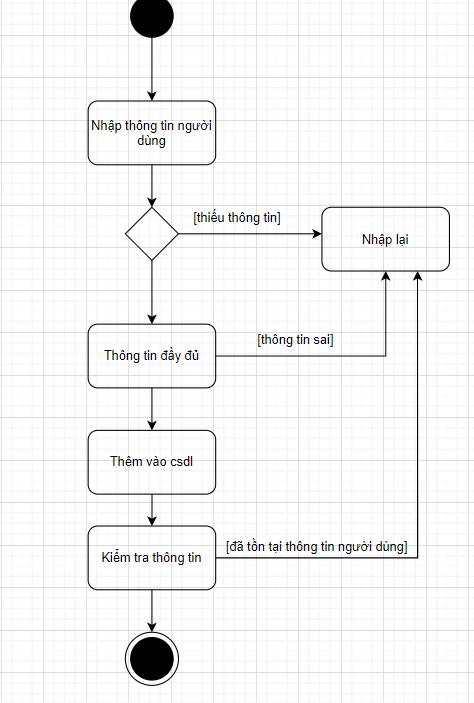 Nhập thông tin người
dùng
[thiếu thông tin]
Nhập lại
Thông tin đầy đủ
[thông tin sai]
Thêm vào csdl
Kiểm tra thông tin
[đã tồn tại thông tin người dùng]